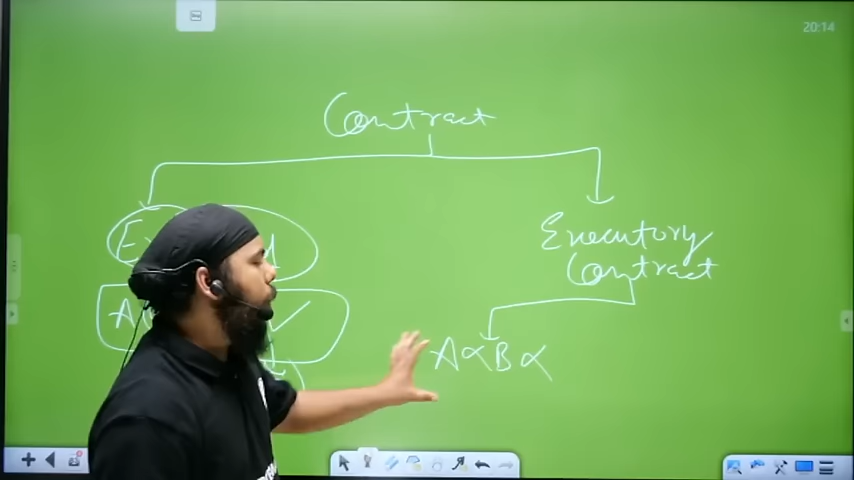 20:14
Contract
Executory
Contract
A ∝ B ∝
A